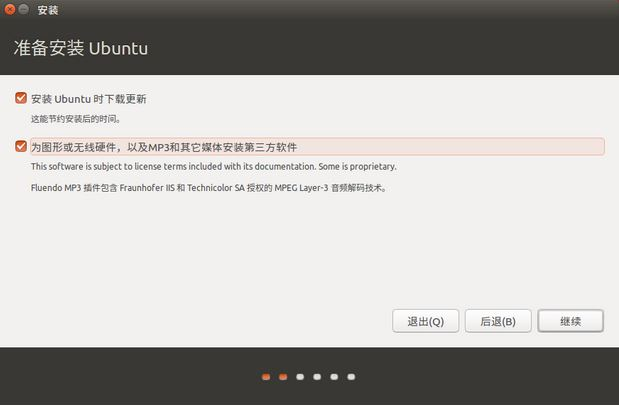 安装
准备安装 Ubuntu
安装 Ubuntu 时下载更新
这能节约安装后的时间。
为图形或无线硬件，以及MP3和其它媒体安装第三方软件
This software is subject to license terms included with its documentation. Some is proprietary.
Fluendo MP3 插件包含 Fraunhofer IIS 和 Technicolor SA 授权的 MPEG Layer-3 音频解码技术。
退出(Q) 后退(B) 继续